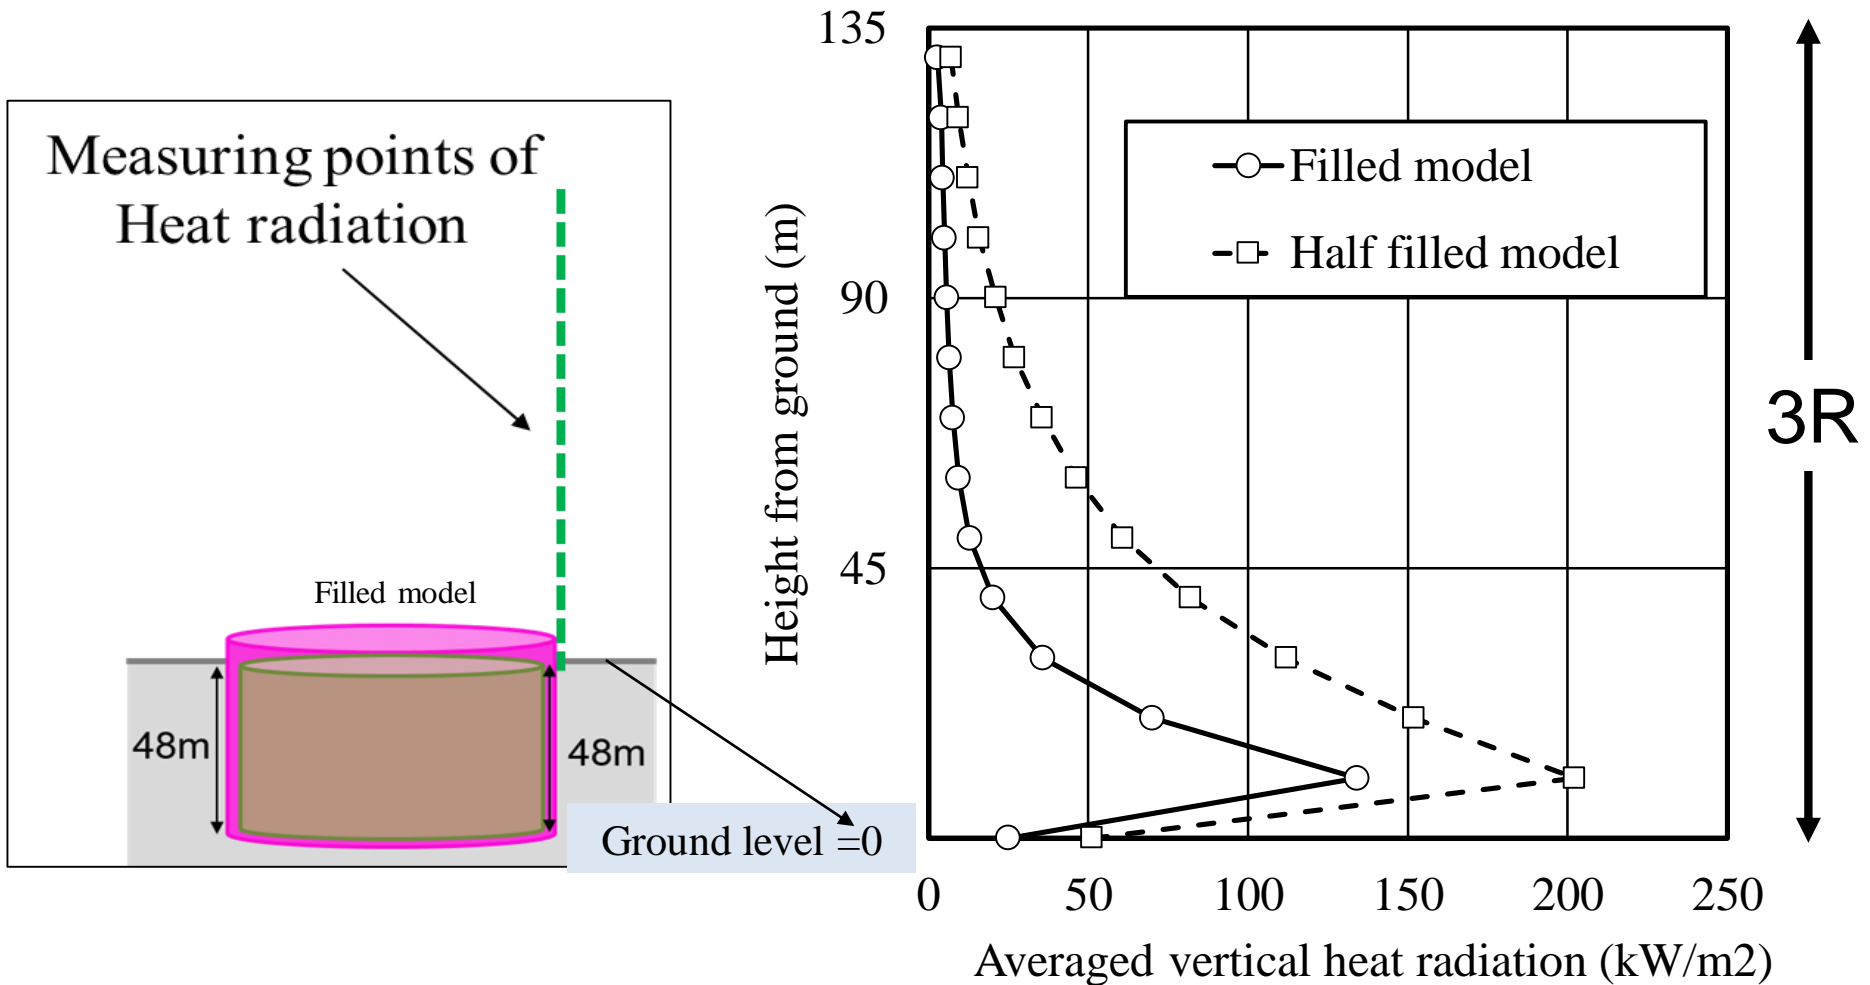 Measuring points of
Heat radiation
Filled model
48m
48m
Ground level =0
Height from ground (m)
135
90
45
Filled model
Half filled model
3R
0 50 100 150 200 250
Averaged vertical heat radiation (kW/m2)